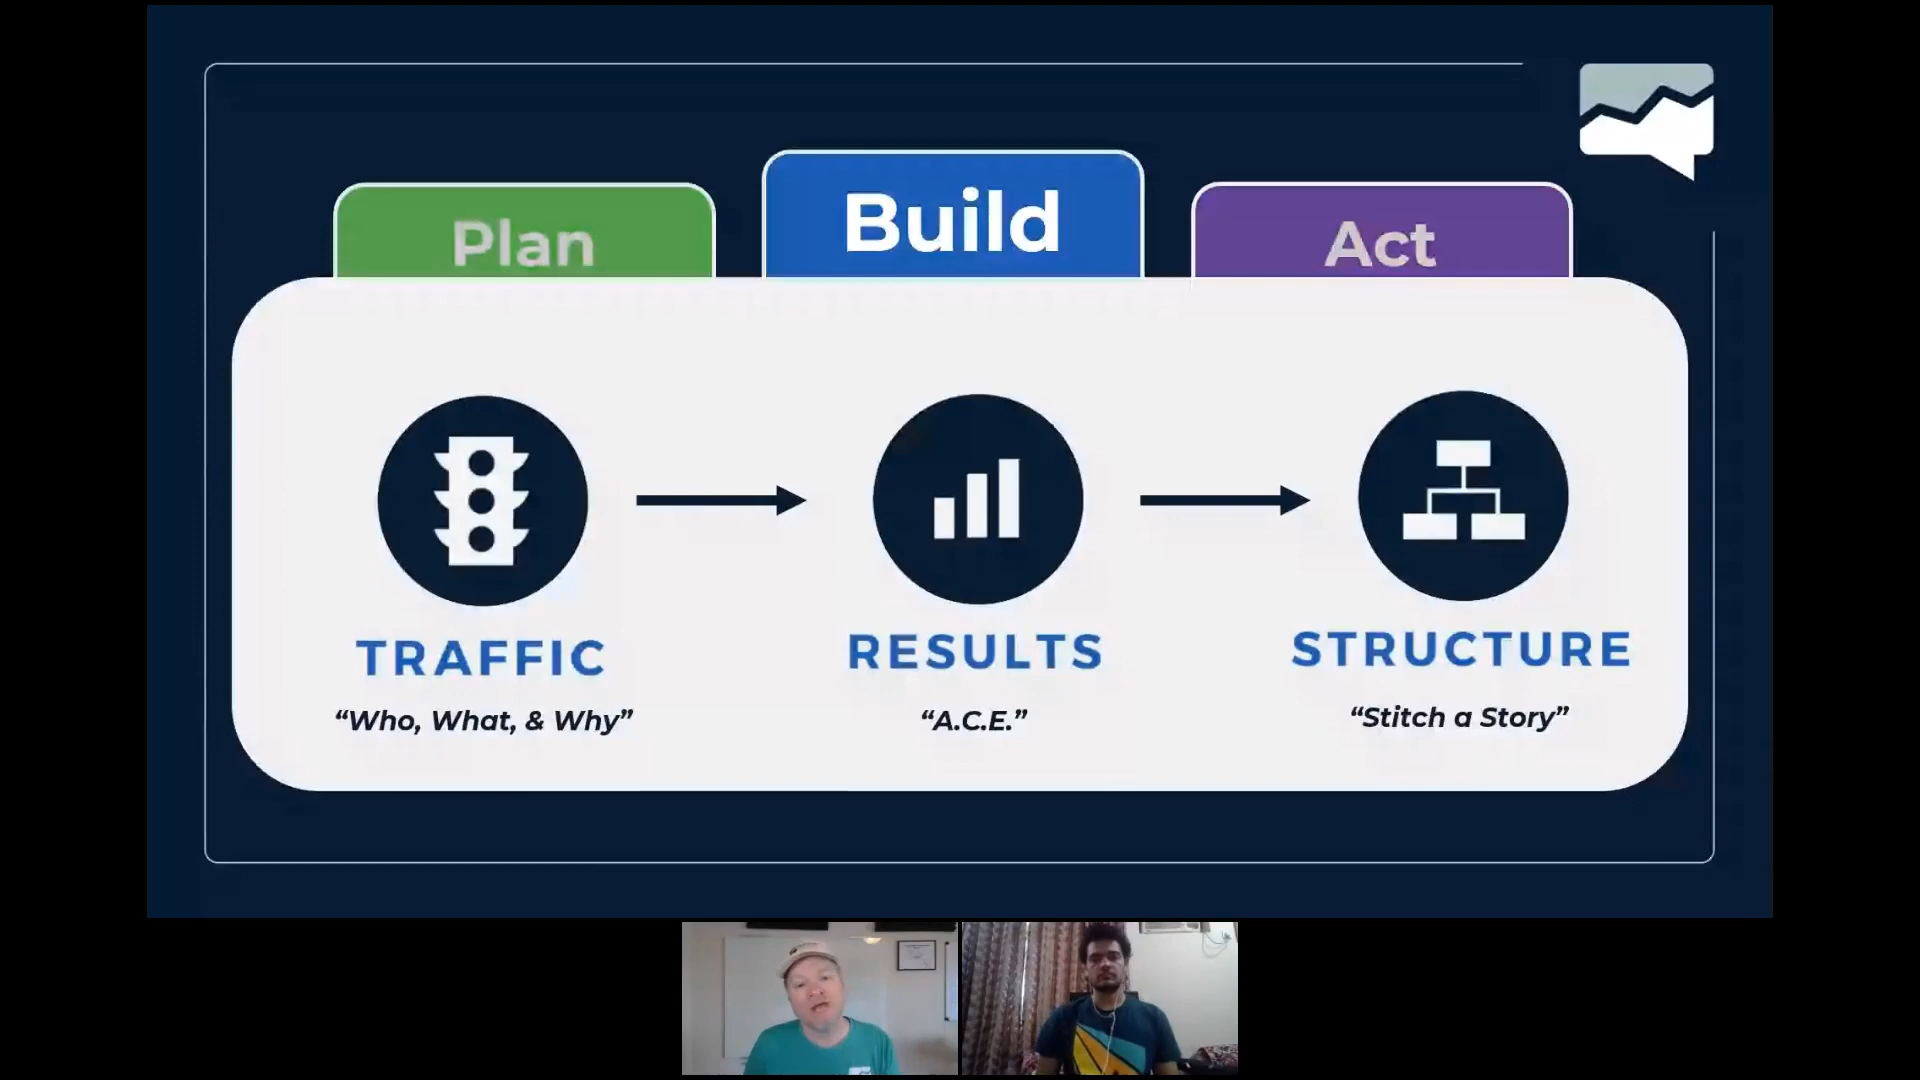 Plan
Build
Act
TRAFFIC
RESULTS
STRUCTURE
“Who, What, & Why”
“A.C.E.”
“Stitch a Story”